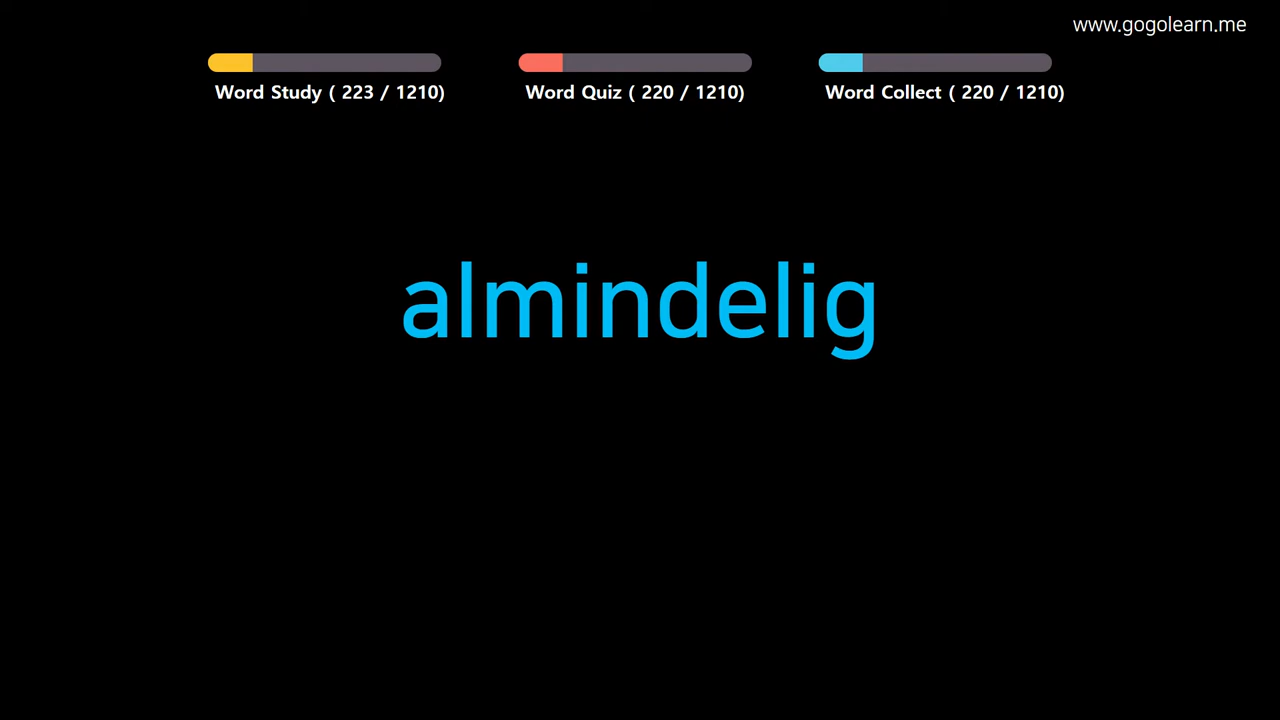 www.gogolearn.me
Word Study ( 223 / 1210)
Word Quiz ( 220 / 1210)
Word Collect ( 220 / 1210)
almindelig